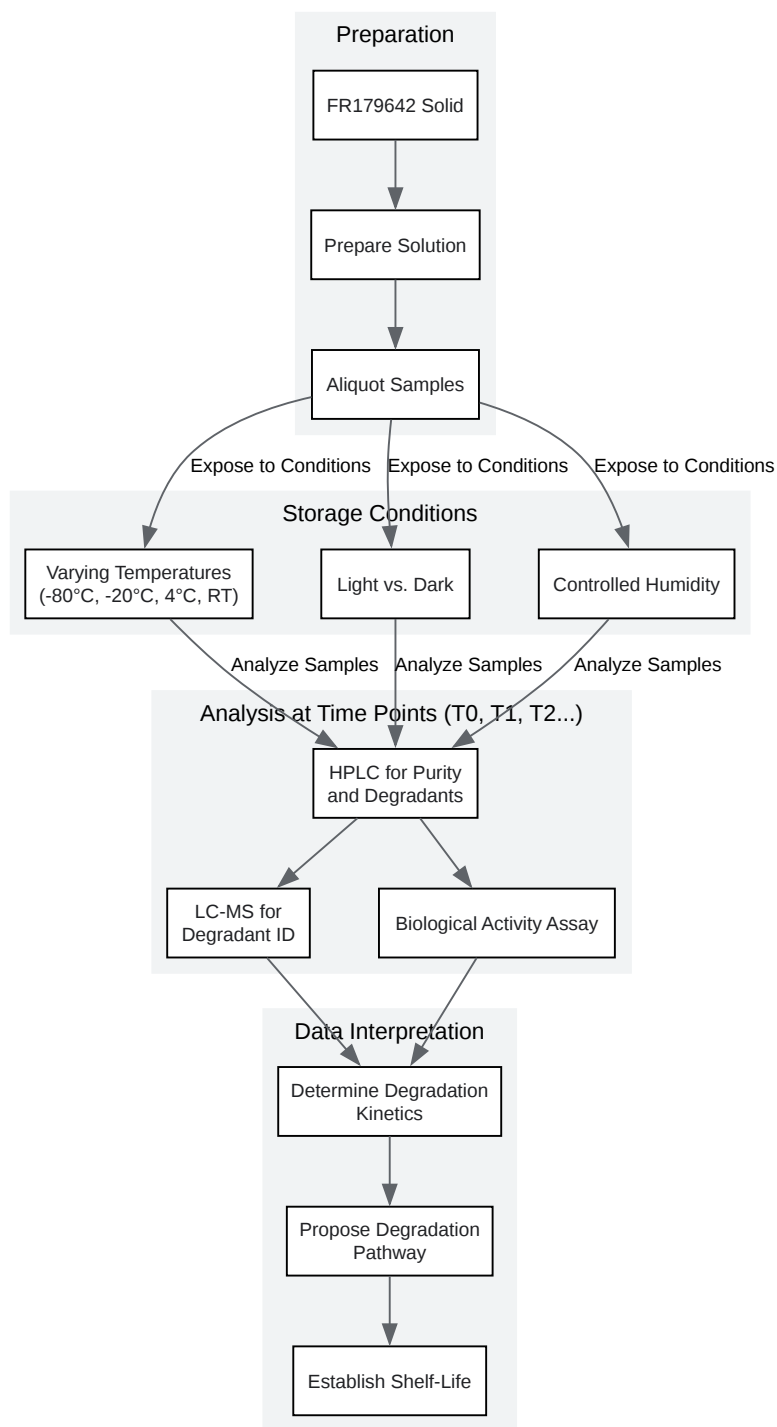 Preparation
FR179642 Solid
Prepare Solution
Aliquot Samples
Expose to Conditions
Expose to Conditions
Expose to Conditions
Storage Conditions
Varying Temperatures
(-80°C, -20°C, 4°C, RT)
Light vs. Dark
Controlled Humidity
Analyze Samples
Analyze Samples
Analyze Samples
Analysis at Time Points (T0, T1, T2...)
HPLC for Purity
and Degradants
LC-MS for
Degradant ID
Biological Activity Assay
Data Interpretation
Determine Degradation
Kinetics
Propose Degradation
Pathway
Establish Shelf-Life